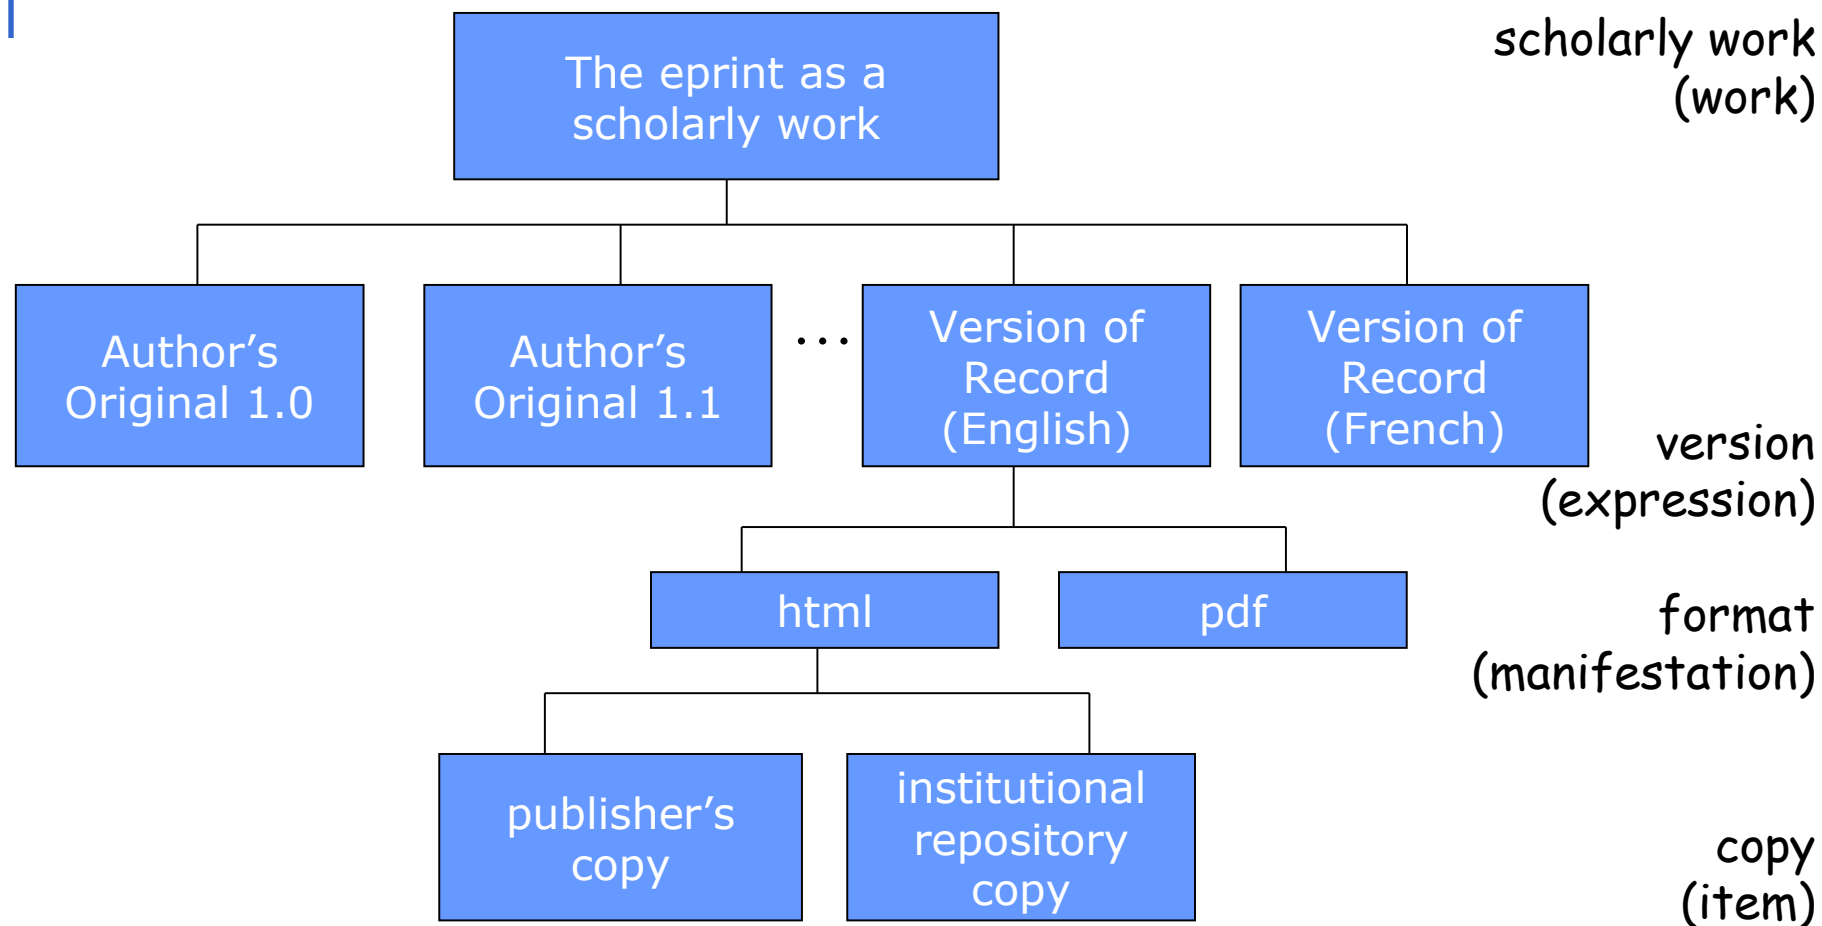 The eprint as a
scholarly work
scholarly work
(work)
Author’s
Original 1.0
Author’s
Original 1.1
...
Version of
Record
(English)
Version of
Record
(French)
version
(expression)
html
pdf
format
(manifestation)
publisher’s
copy
institutional
repository
copy
copy
(item)